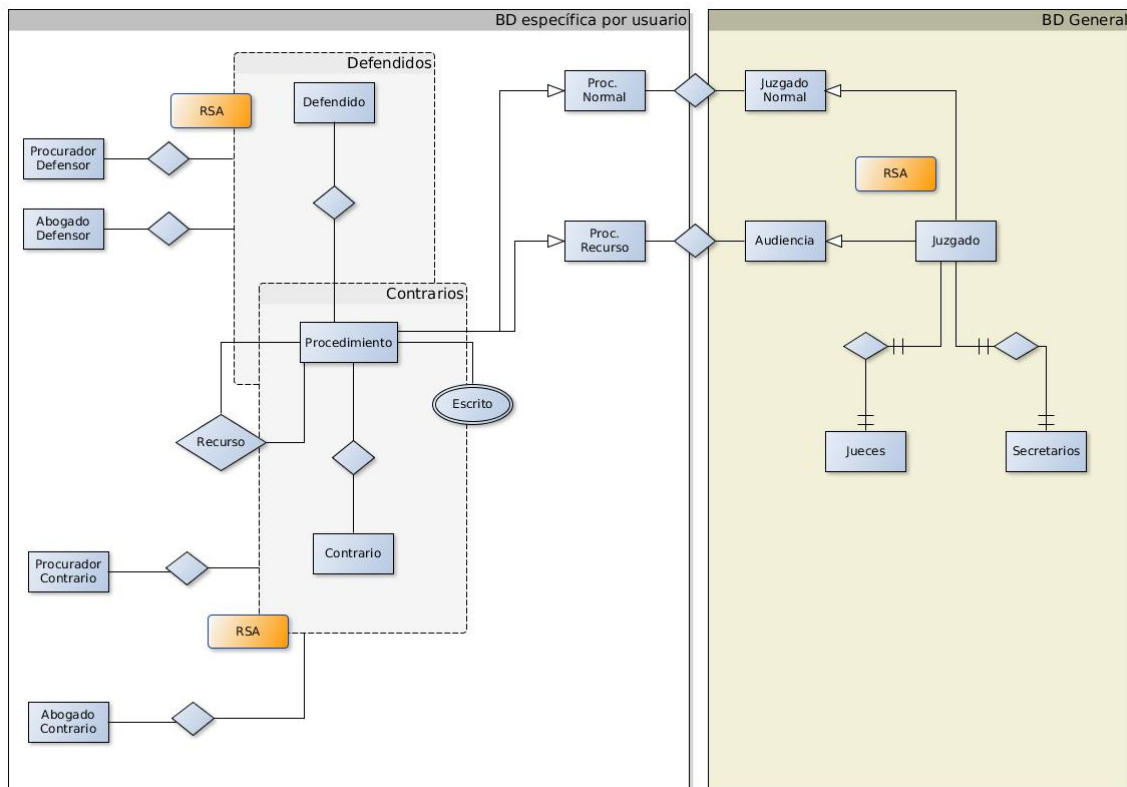 BD específica por usuario
BD General
Defendidos
Defendido
RSA
Procurador
Defensor
Abogado
Defensor
Proc.
Normal
Juzgado
Normal
RSA
Proc.
Recurso
Audiencia
Juzgado
Contrarios
Procedimiento
Escrito
Recurso
Jueces
Secretarios
Contrario
Procurador
Contrario
RSA
Abogado
Contrario